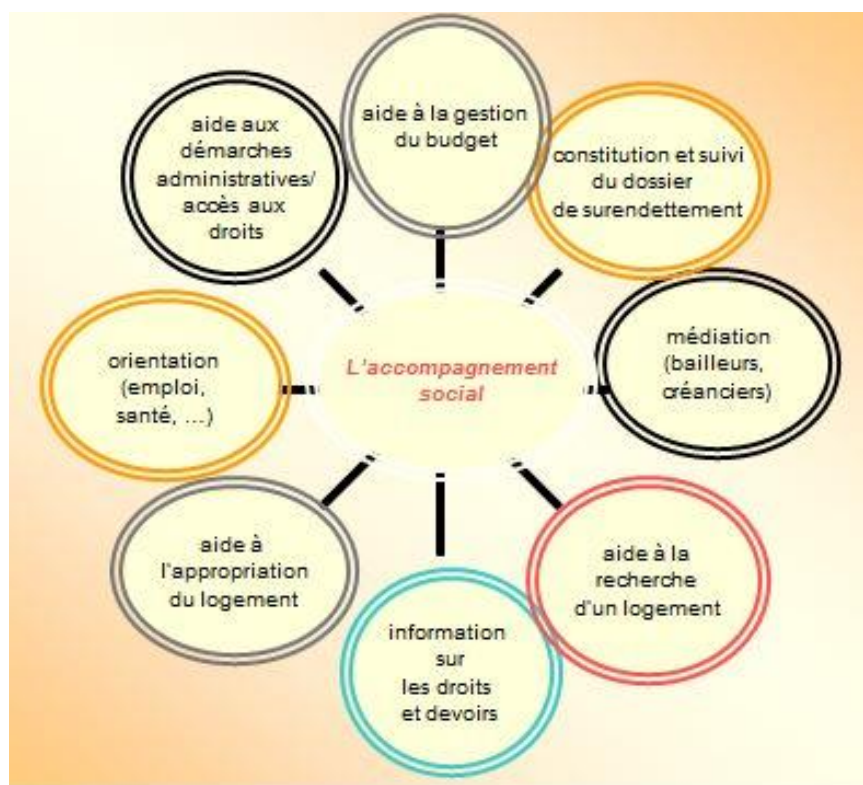 aide à la gestion
du budget
constitution et suivi
du dossier
de surendettement
médiation
(bailleurs,
créanciers)
aide à la
recherche
d'un logement
information
sur
les droits
et devoirs
aide à
l'appropriation
du logement
orientation
(emploi,
santé, ...)
aide aux
démarches
administratives/
accès aux
droits
L'accompagnement
social